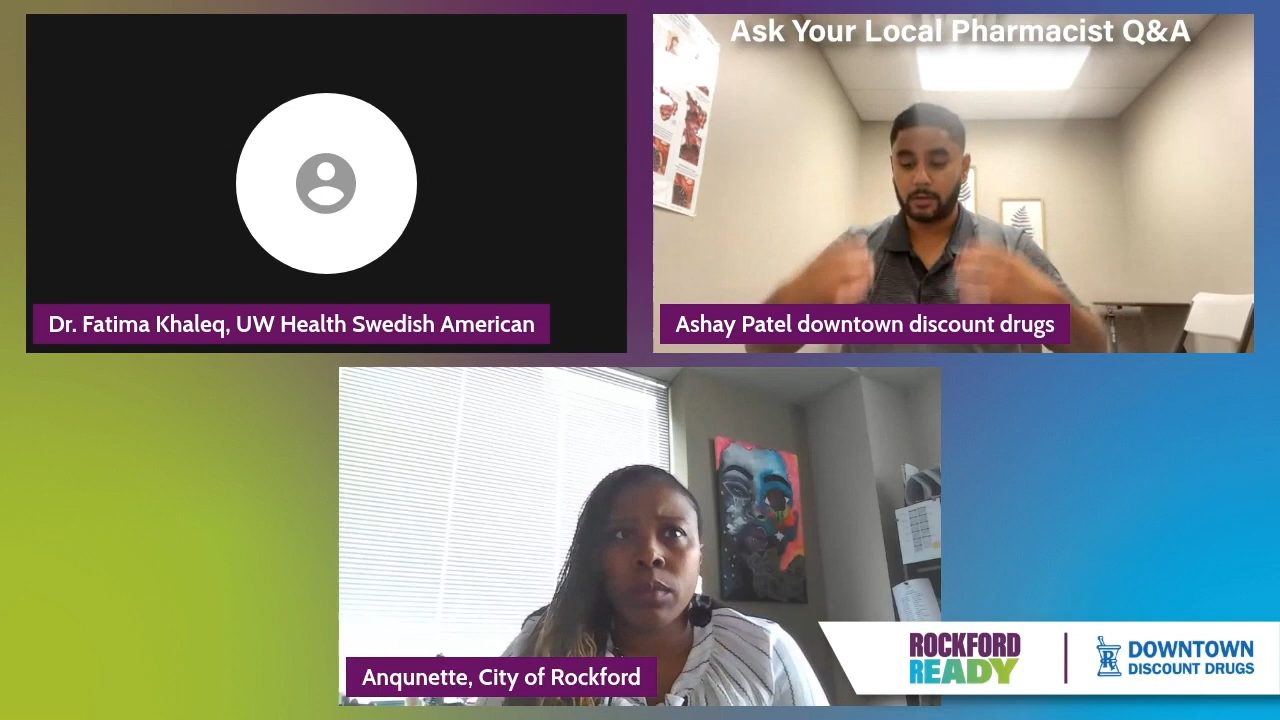 Ask Your Local Pharmacist Q&A
Dr. Fatima Khaleq, UW Health Swedish American
Ashay Patel downtown discount drugs
Anqunette, City of Rockford
ROCKFORD
READY
DOWNTOWN
DISCOUNT DRUGS